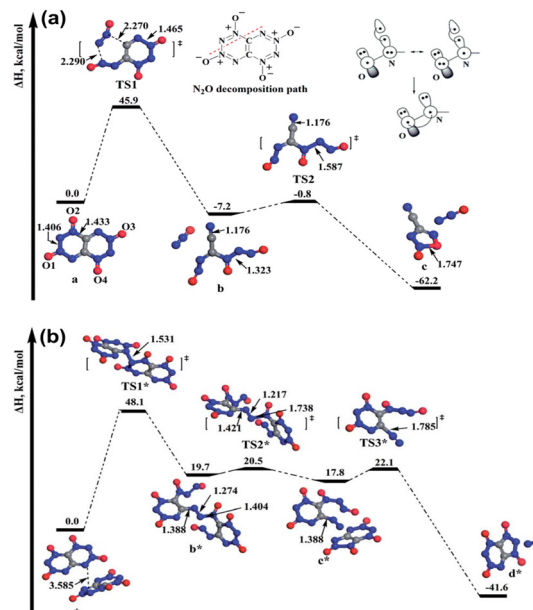 (a)
ΔH, kcal/mol
2.270
1.465
2.290
TS1
‡
O⁻
O⁻
N⁺ N N⁺
N C N
N C N⁺
N⁺ N O⁻
O⁻
N₂O decomposition path
O N
O N
O N
45.9
1.176
TS2
1.587
‡
0.0
O2
1.433
1.406
O3
O1
O4
a
-7.2
-0.8
1.176
1.323
b
c
1.747
-62.2
(b)
ΔH, kcal/mol
1.531
‡
TS1*
48.1
1.217
1.738
1.421
TS2*
‡
1.785
TS3*
‡
19.7
20.5
17.8
22.1
1.274
1.404
1.388
b*
1.388
c*
0.0
3.585
d*
-41.6